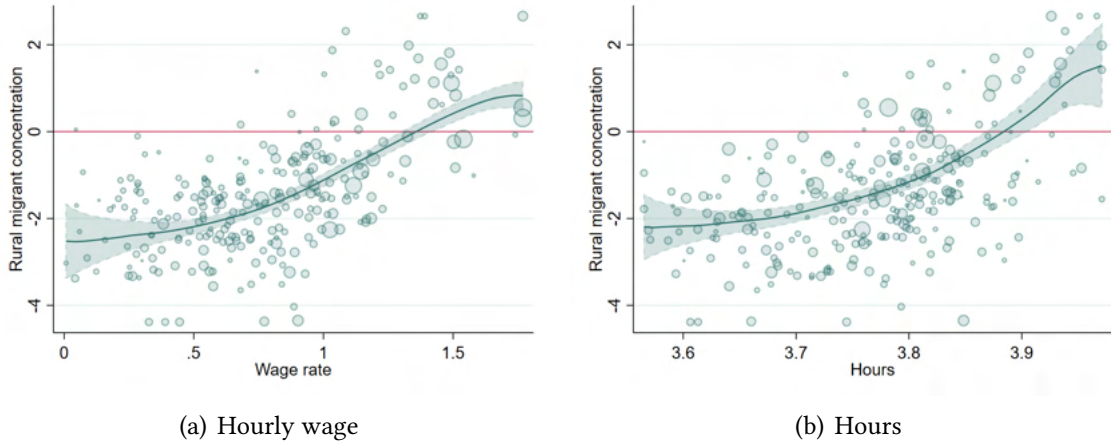 Rural migrant concentration
2
0
-2
-4
0
.5
1
1.5
Wage rate
(a) Hourly wage
Rural migrant concentration
2
0
-2
-4
3.6
3.7
3.8
3.9
Hours
(b) Hours